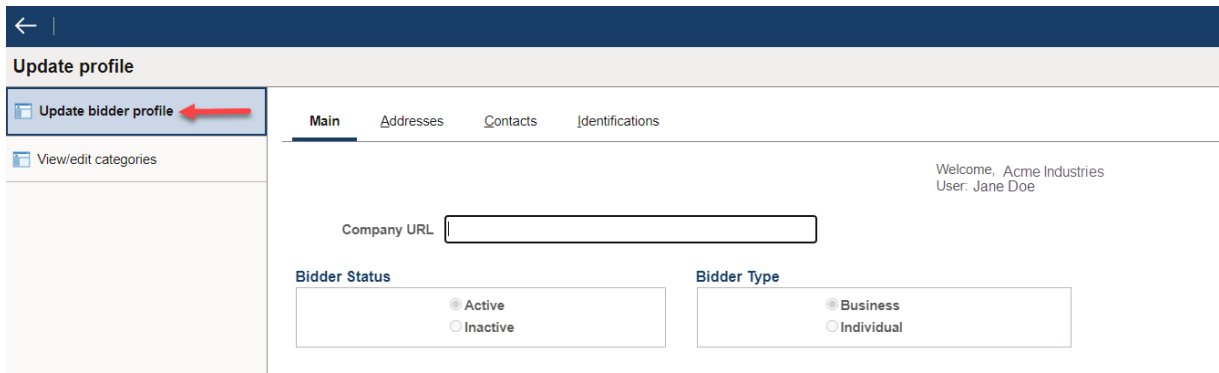 Update profile
Update bidder profile
View/edit categories
Main Addresses Contacts Identifications
Welcome, Acme Industries
User: Jane Doe
Company URL
Bidder Status
Active
Inactive
Bidder Type
Business
Individual